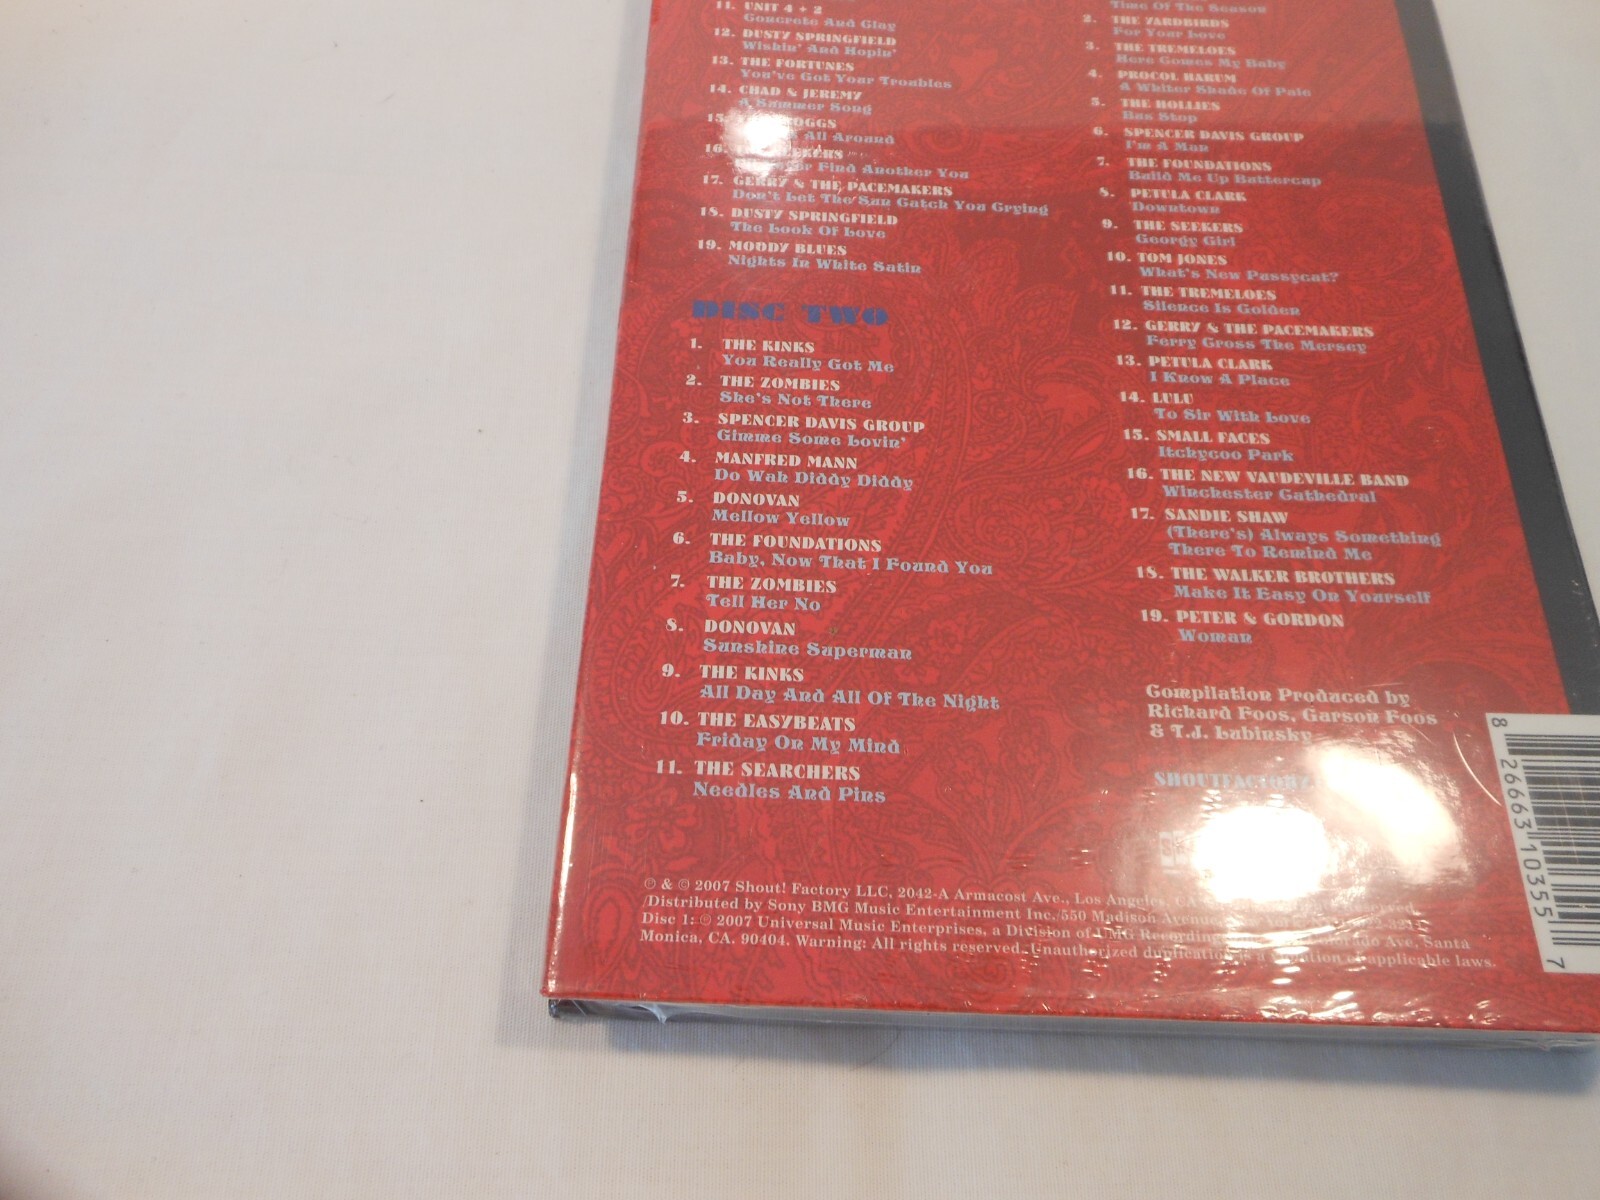 11. UNIT 4 + 2
Concrete And Clay
12. DUSTY SPRINGFIELD
Wishin' And Hopin'
13. THE FORTUNES
You've Got Your Troubles
14. CHAD & JEREMY
A Summer Song
15.
All Around
16.
Find Another You
17. GERRY & THE PACEMAKERS
Don't Let The Sun Catch You Crying
18. DUSTY SPRINGFIELD
The Look Of Love
19. MOODY BLUES
Nights In White Satin
DISC TWO
1. THE KINKS
You Really Got Me
2. THE ZOMBIES
She's Not There
3. SPENCER DAVIS GROUP
Gimme Some Lovin'
4. MANFRED MANN
Do Wah Diddy Diddy
5. DONOVAN
Mellow Yellow
6. THE FOUNDATIONS
Baby, Now That I Found You
7. THE ZOMBIES
Tell Her No
8. DONOVAN
Sunshine Superman
9. THE KINKS
All Day And All Of The Night
10. THE EASYBEATS
Friday On My Mind
11. THE SEARCHERS
Needles And Pins
Time Of The Season
2. THE YARDBIRDS
For Your Love
3. THE TREMELOES
Here Comes My Baby
4. PROCOL HARUM
A Whiter Shade Of Pale
5. THE HOLLIES
Bus Stop
6. SPENCER DAVIS GROUP
I'm A Man
7. THE FOUNDATIONS
Build Me Up Buttercup
8. PETULA CLARK
Downtown
9. THE SEEKERS
Georgy Girl
10. TOM JONES
What's New Pussycat?
11. THE TREMELOES
Silence Is Golden
12. GERRY & THE PACEMAKERS
Ferry Cross The Mersey
13. PETULA CLARK
I Know A Place
14. LULU
To Sir With Love
15. SMALL FACES
Itchycoo Park
16. THE NEW VAUDEVILLE BAND
Winchester Cathedral
17. SANDIE SHAW
(There's) Always Something
There To Remind Me
18. THE WALKER BROTHERS
Make It Easy On Yourself
19. PETER & GORDON
Woman
Compilation Produced by
Richard Foos, Garson Foos
& T.J. Lubinsky
SHOUTFACTORY
℗ & © 2007 Shout! Factory LLC, 2042-A Armacost Ave., Los Angeles, CA
Distributed by Sony BMG Music Entertainment Inc./550 Madison Avenue,
Disc 1: ℗ 2007 Universal Music Enterprises, a Division of UMG Recordings Ave, Santa
Monica, CA. 90404. Warning: All rights reserved. Unauthorized duplication is a violation of applicable laws.
8 26663 10355 7